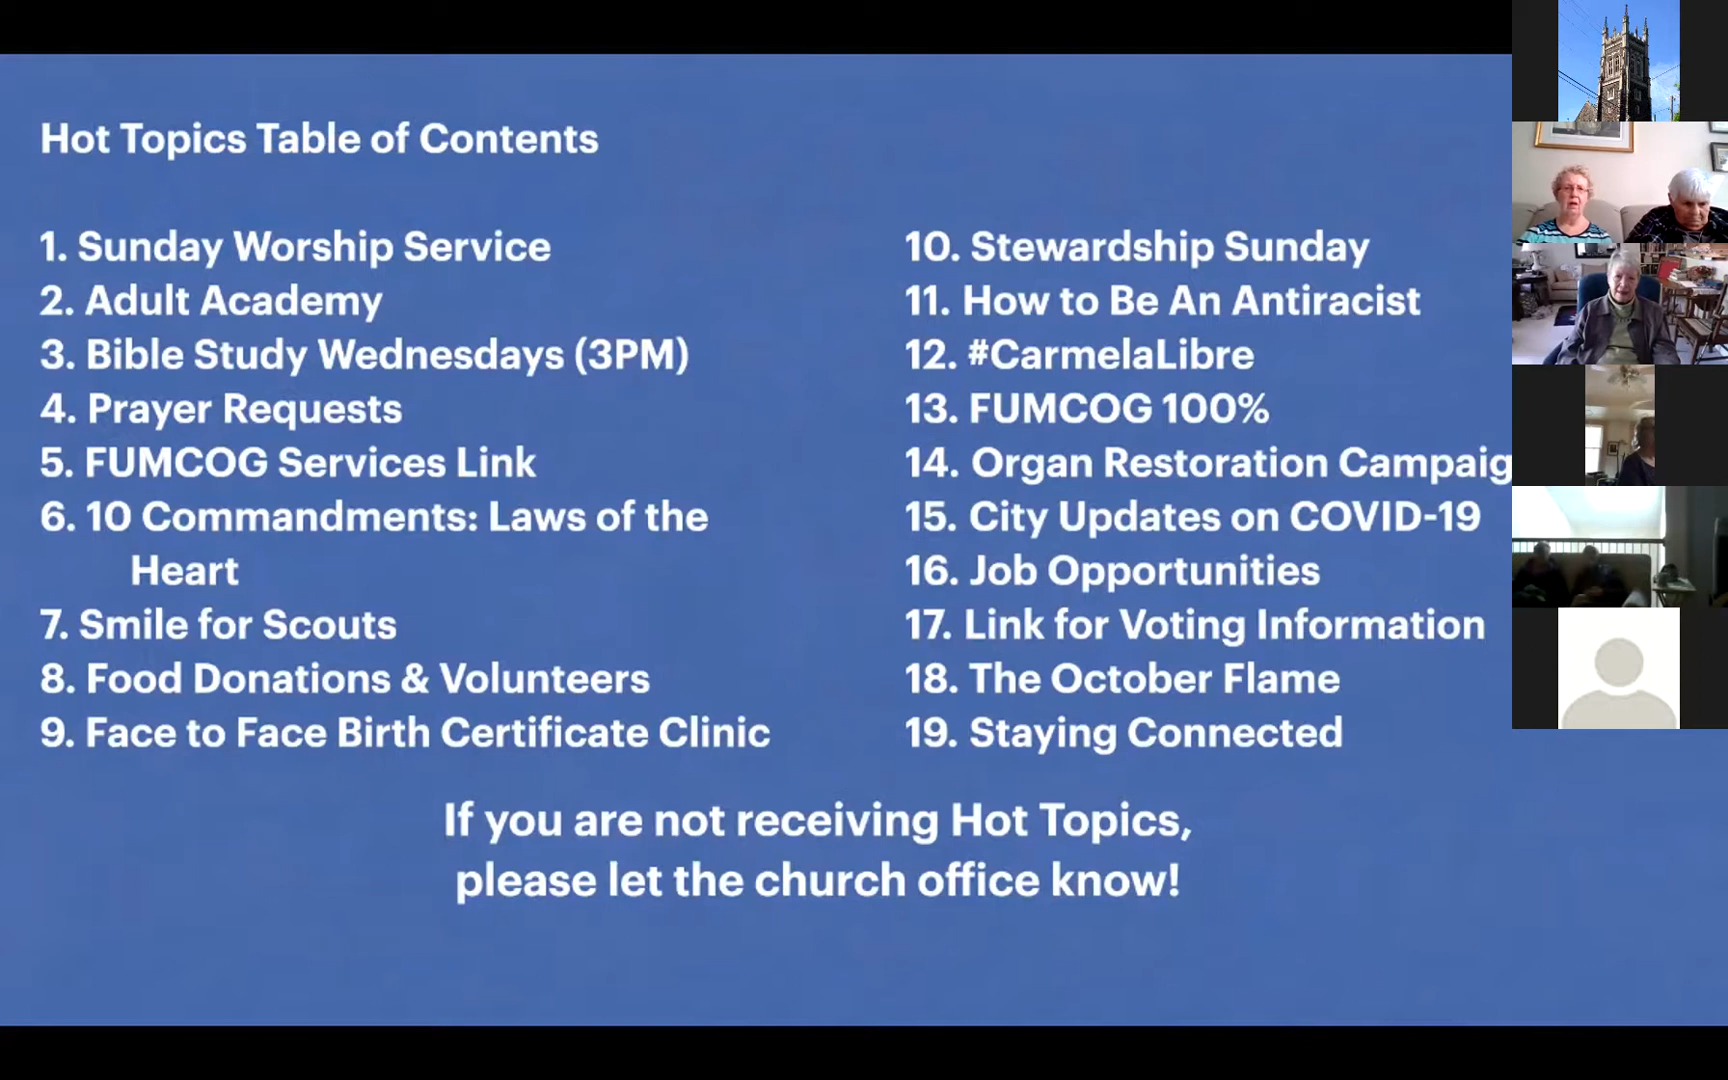 Hot Topics Table of Contents
1. Sunday Worship Service
2. Adult Academy
3. Bible Study Wednesdays (3PM)
4. Prayer Requests
5. FUMCOG Services Link
6. 10 Commandments: Laws of the
Heart
7. Smile for Scouts
8. Food Donations & Volunteers
9. Face to Face Birth Certificate Clinic
10. Stewardship Sunday
11. How to Be An Antiracist
12. #CarmelaLibre
13. FUMCOG 100%
14. Organ Restoration Campaig
15. City Updates on COVID-19
16. Job Opportunities
17. Link for Voting Information
18. The October Flame
19. Staying Connected
If you are not receiving Hot Topics,
please let the church office know!